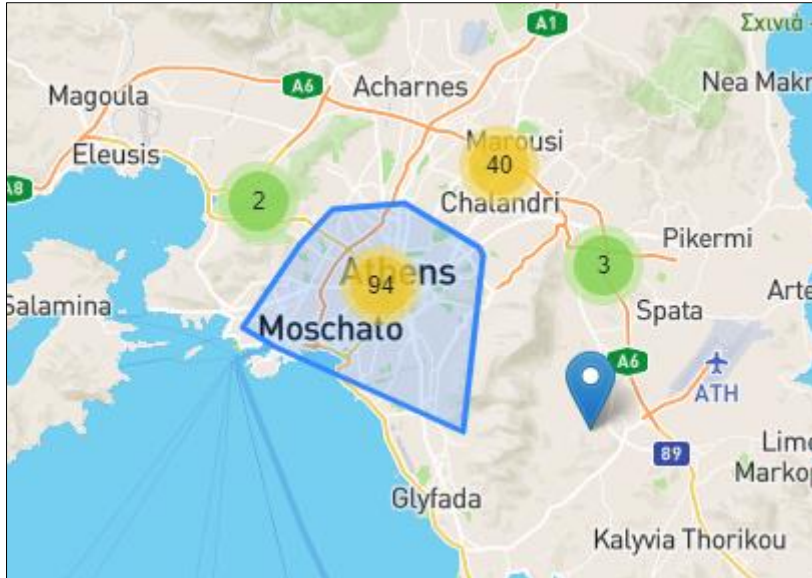 A1
Σχινιά
A6
Acharnes
Nea Makr
Magoula
Eleusis
Marousi
40
A8
2
Chalandri
Pikermi
3
Athens
94
Salamina
Arte
Spata
Moschato
A6
ATH
89
Lime
Markop
Glyfada
Kalyvia Thorikou